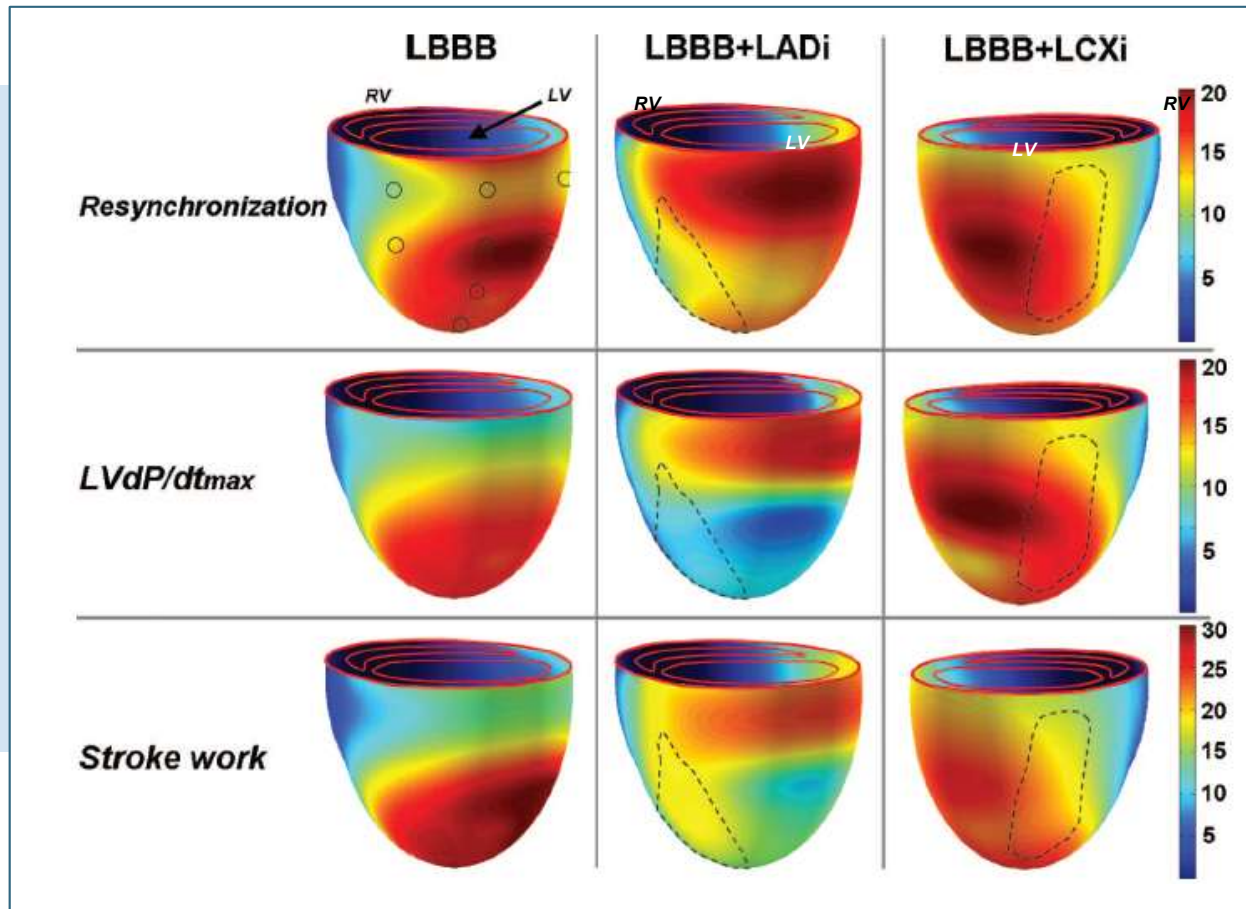 LBBB LBBB+LADi LBBB+LCXi
RV LV RV LV LV RV
Resynchronization
20
15
10
5
LVdP/dtmax
20
15
10
5
Stroke work
30
25
20
15
10
5